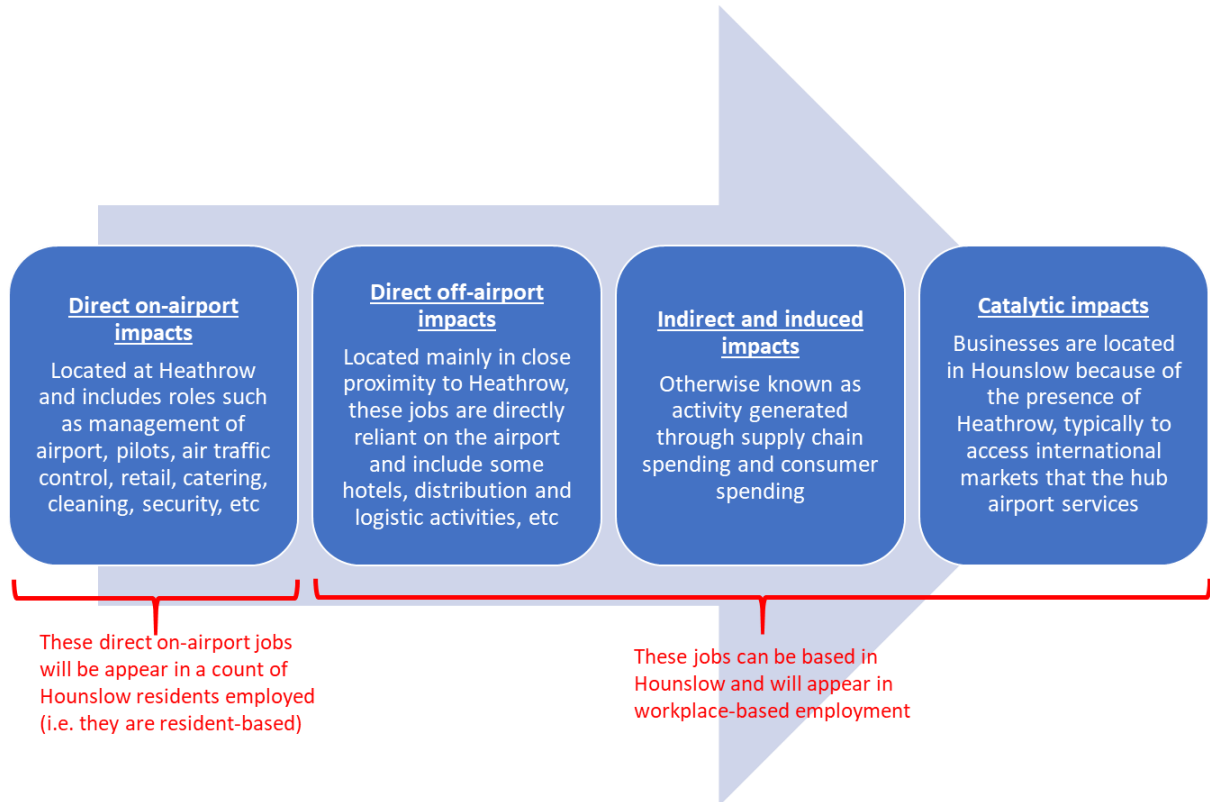 Direct on-airport
impacts
Located at Heathrow
and includes roles such
as management of
airport, pilots, air traffic
control, retail, catering,
cleaning, security, etc
Direct off-airport
impacts
Located mainly in close
proximity to Heathrow,
these jobs are directly
reliant on the airport
and include some
hotels, distribution and
logistic activities, etc
Indirect and induced
impacts
Otherwise known as
activity generated
through supply chain
spending and consumer
spending
Catalytic impacts
Businesses are located
in Hounslow because of
the presence of
Heathrow, typically to
access international
markets that the hub
airport services
These direct on-airport jobs
will be appear in a count of
Hounslow residents employed
(i.e. they are resident-based)
These jobs can be based in
Hounslow and will appear in
workplace-based employment